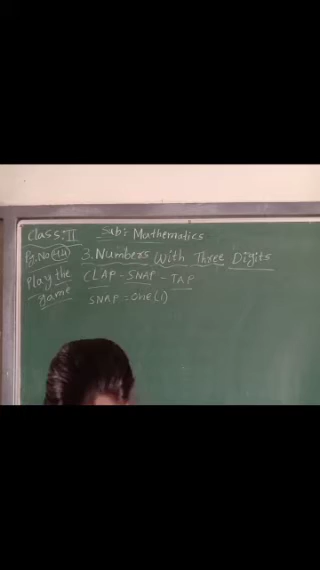 Class: II Sub: Mathematics
Pg. No 44 3. Numbers With Three Digits
Play the game CLAP - SNAP - TAP
SNAP = One (1)